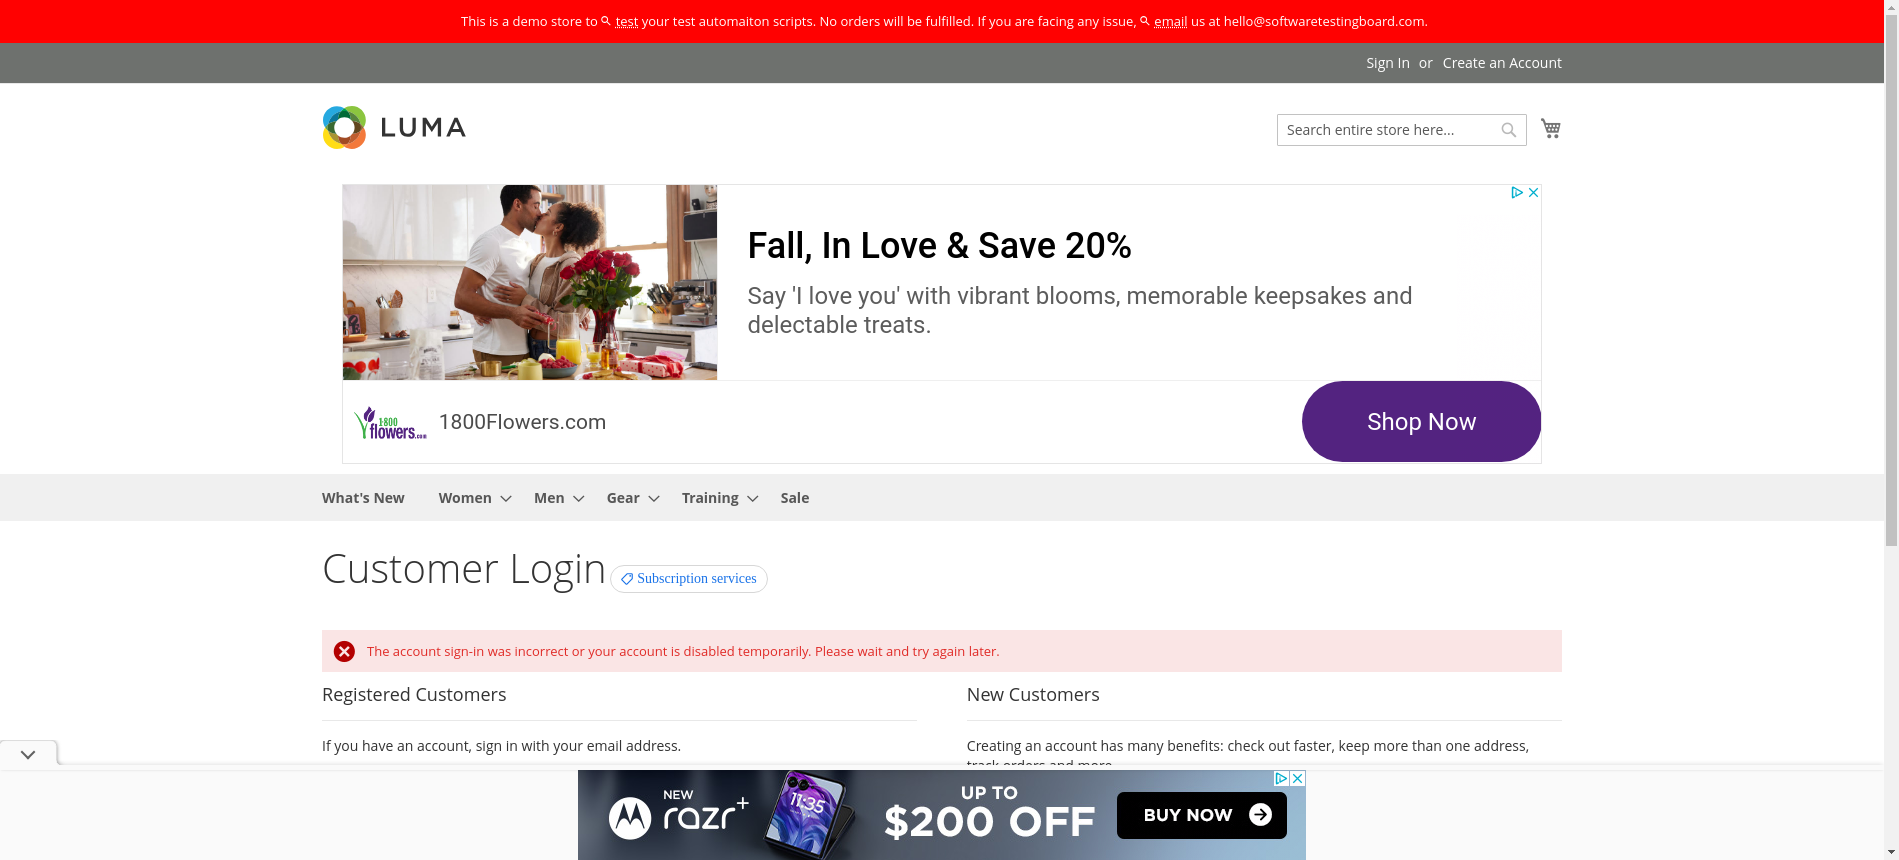 This is a demo store to test your test automaiton scripts. No orders will be fulfilled. If you are facing any issue, email us at hello@softwaretestingboard.com.
Sign In or Create an Account
LUMA
Search entire store here...
Fall, In Love & Save 20%
Say 'I love you' with vibrant blooms, memorable keepsakes and
delectable treats.
1-800
flowers.com
1800Flowers.com
Shop Now
What's New Women Men Gear Training Sale
Customer Login
Subscription services
The account sign-in was incorrect or your account is disabled temporarily. Please wait and try again later.
Registered Customers
New Customers
If you have an account, sign in with your email address.
Creating an account has many benefits: check out faster, keep more than one address,
track orders and more.
NEW
razr+
11:35
UP TO
$200 OFF
BUY NOW